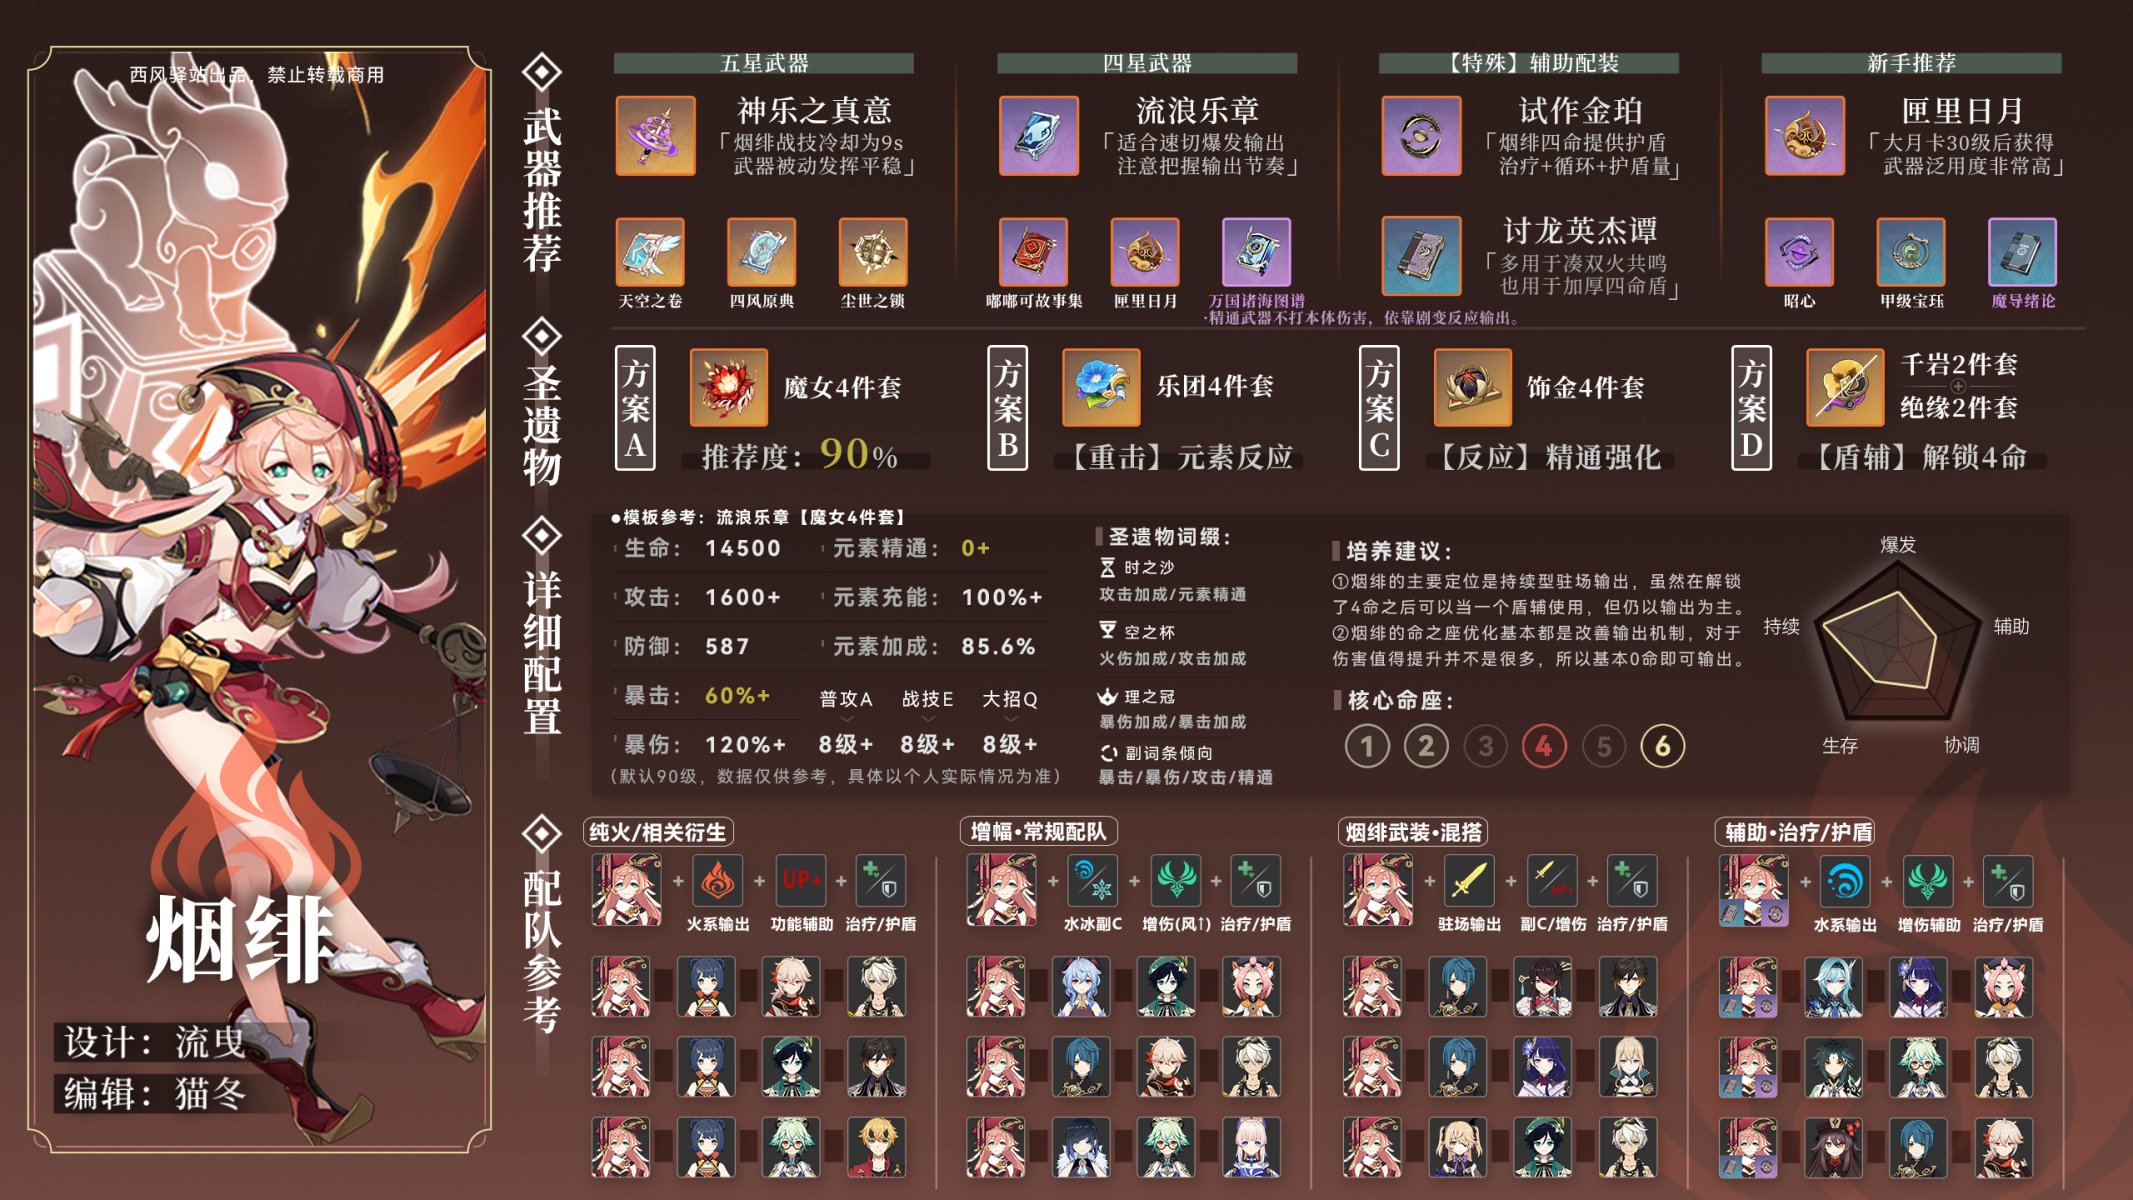 西风驿站出品，禁止转载商用
烟绯
设计：流曳
编辑：猫冬
武器推荐
五星武器
神乐之真意
「烟绯战技冷却为9s
武器被动发挥平稳」
天空之卷
四风原典
尘世之锁
四星武器
流浪乐章
「适合速切爆发输出
注意把握输出节奏」
嘟嘟可故事集
匣里日月
万国诸海图谱
·精通武器不打本体伤害，依靠剧变反应输出。
【特殊】辅助配装
试作金珀
「烟绯四命提供护盾
治疗+循环+护盾量」
讨龙英杰谭
「多用于凑双火共鸣
也用于加厚四命盾」
新手推荐
匣里日月
「大月卡30级后获得
武器泛用度非常高」
昭心
甲级宝珏
魔导绪论
圣遗物
方案A
魔女4件套
推荐度：90%
方案B
乐团4件套
【重击】元素反应
方案C
饰金4件套
【反应】精通强化
方案D
千岩2件套
绝缘2件套
【盾辅】解锁4命
详细配置
●模板参考：流浪乐章【魔女4件套】
生命： 14500 元素精通： 0+
攻击： 1600+ 元素充能： 100%+
防御： 587 元素加成： 85.6%
暴击： 60%+ 普攻A 战技E 大招Q
暴伤： 120%+ 8级+ 8级+ 8级+
（默认90级，数据仅供参考，具体以个人实际情况为准）
圣遗物词缀：
时之沙
攻击加成/元素精通
空之杯
火伤加成/攻击加成
理之冠
暴伤加成/暴击加成
副词条倾向
暴击/暴伤/攻击/精通
培养建议：
①烟绯的主要定位是持续型驻场输出，虽然在解锁
了4命之后可以当一个盾辅使用，但仍以输出为主。
②烟绯的命之座优化基本都是改善输出机制，对于
伤害值得提升并不是很多，所以基本0命即可输出。
核心命座：
1 2 3 4 5 6
爆发
持续
辅助
生存
协调
配队参考
纯火/相关衍生
UP+
火系输出 功能辅助 治疗/护盾
增幅·常规配队
水冰副C 增伤(风↑) 治疗/护盾
烟绯武装·混搭
UP+
驻场输出 副C/增伤 治疗/护盾
辅助·治疗/护盾
水系输出 增伤辅助 治疗/护盾